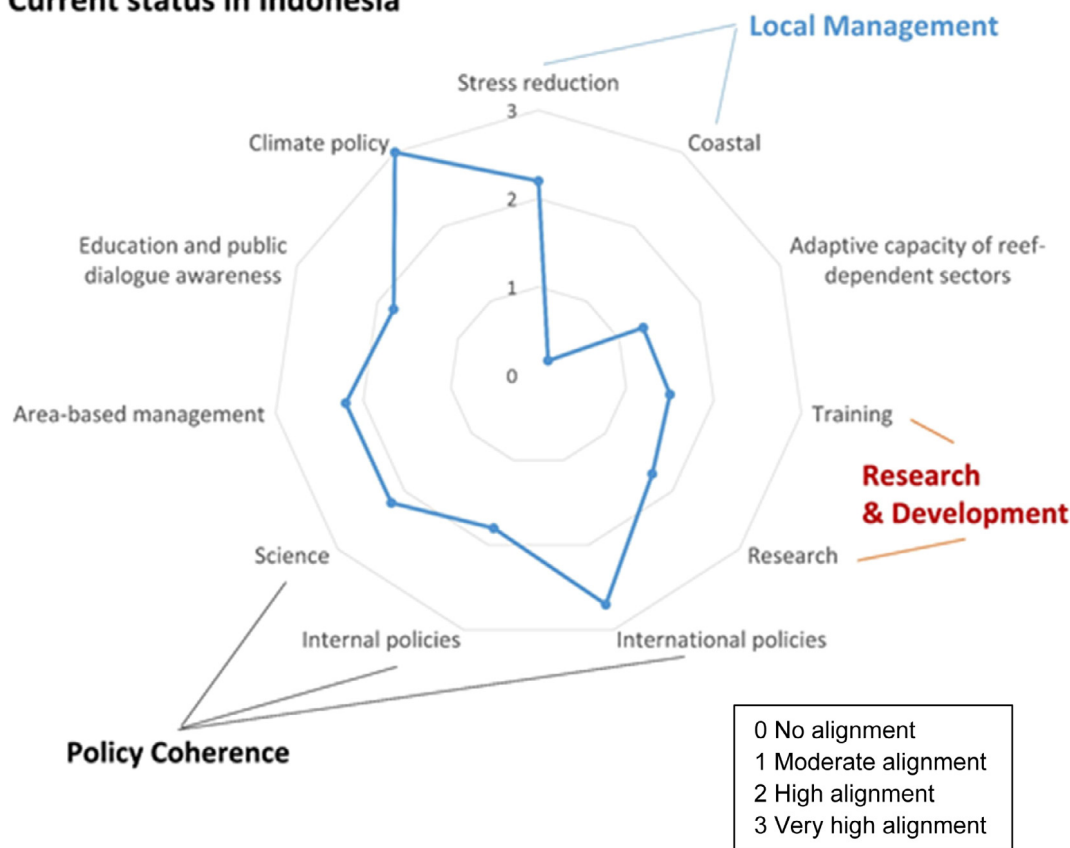 Current status in Indonesia
Local Management
Stress reduction
3
Climate policy
Coastal
2
Education and public
dialogue awareness
Adaptive capacity of reef-
dependent sectors
1
0
Area-based management
Training
Research
& Development
Science
Research
Internal policies
International policies
Policy Coherence
0 No alignment
1 Moderate alignment
2 High alignment
3 Very high alignment